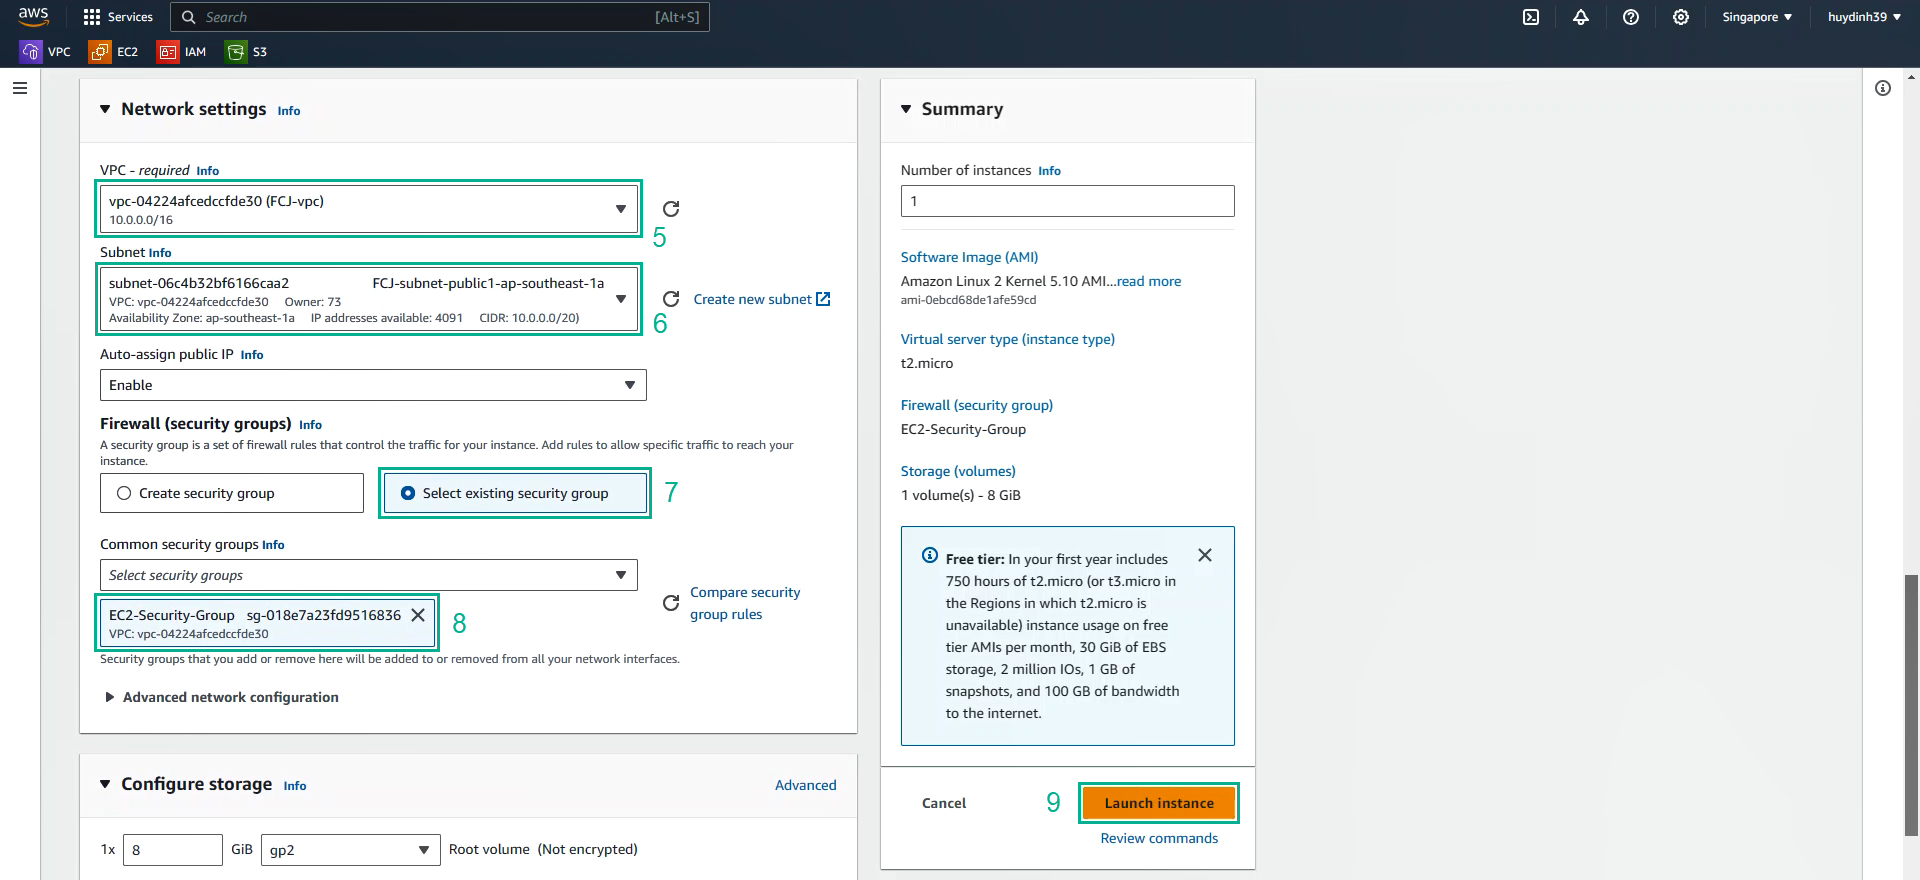 aws
Services
Search [Alt+S]
Singapore
huydinh39
VPC EC2 IAM S3
Network settings Info
VPC - required Info
vpc-04224afcedccfde30 (FCJ-vpc)
10.0.0.0/16
5
Subnet Info
subnet-06c4b32bf6166caa2 FCJ-subnet-public1-ap-southeast-1a
VPC: vpc-04224afcedccfde30 Owner: 73
Availability Zone: ap-southeast-1a IP addresses available: 4091 CIDR: 10.0.0.0/20)
6
Create new subnet
Auto-assign public IP Info
Enable
Firewall (security groups) Info
A security group is a set of firewall rules that control the traffic for your instance. Add rules to allow specific traffic to reach your
instance.
Create security group
Select existing security group
7
Common security groups Info
Select security groups
EC2-Security-Group sg-018e7a23fd9516836
VPC: vpc-04224afcedccfde30
8
Compare security
group rules
Security groups that you add or remove here will be added to or removed from all your network interfaces.
Advanced network configuration
Configure storage Info
Advanced
1x 8 GiB gp2 Root volume (Not encrypted)
Summary
Number of instances Info
1
Software Image (AMI)
Amazon Linux 2 Kernel 5.10 AMI...read more
ami-0ebcd68de1afe59cd
Virtual server type (instance type)
t2.micro
Firewall (security group)
EC2-Security-Group
Storage (volumes)
1 volume(s) - 8 GiB
Free tier: In your first year includes
750 hours of t2.micro (or t3.micro in
the Regions in which t2.micro is
unavailable) instance usage on free
tier AMIs per month, 30 GiB of EBS
storage, 2 million IOs, 1 GB of
snapshots, and 100 GB of bandwidth
to the internet.
Cancel
9
Launch instance
Review commands